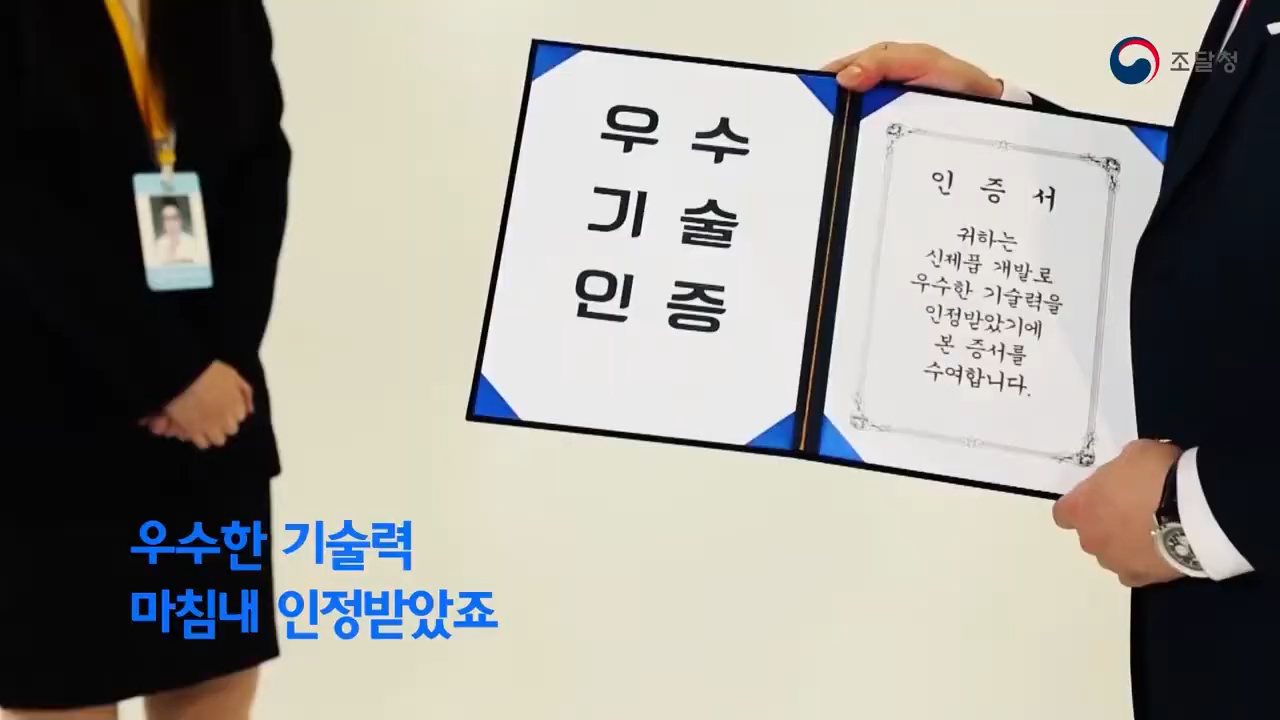 조달청
우 수
기 술
인 증
인 증 서
귀하는
신제품 개발로
우수한 기술력을
인정받았기에
본 증서를
수여합니다.
우수한 기술력
마침내 인정받았죠